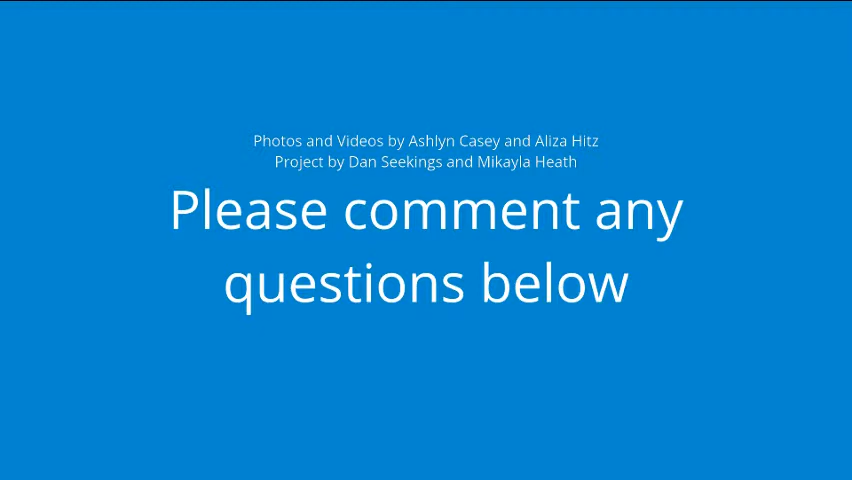 Photos and Videos by Ashlyn Casey and Aliza Hitz
Project by Dan Seekings and Mikayla Heath
Please comment any
questions below